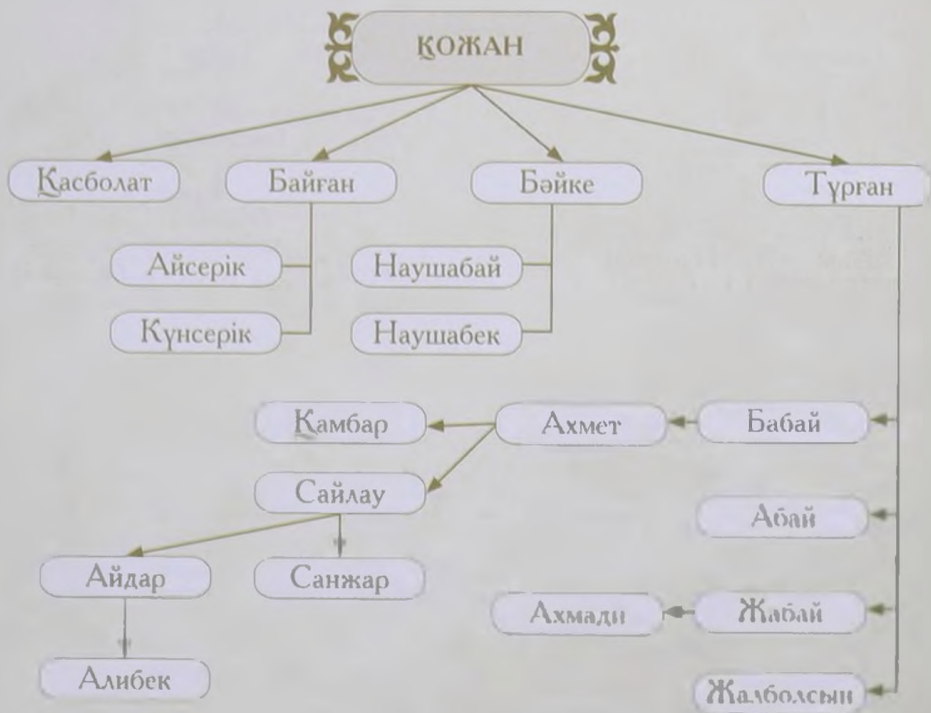 ҚОЖАН
Қасболат Байған Бәйке Тұрған
Айсерік Наушабай
Күнсерік Наушабек
Қамбар Ахмет Бабай
Сайлау
Абай
Айдар Санжар
Ахмади Жабай
Алибек
Жалболсын